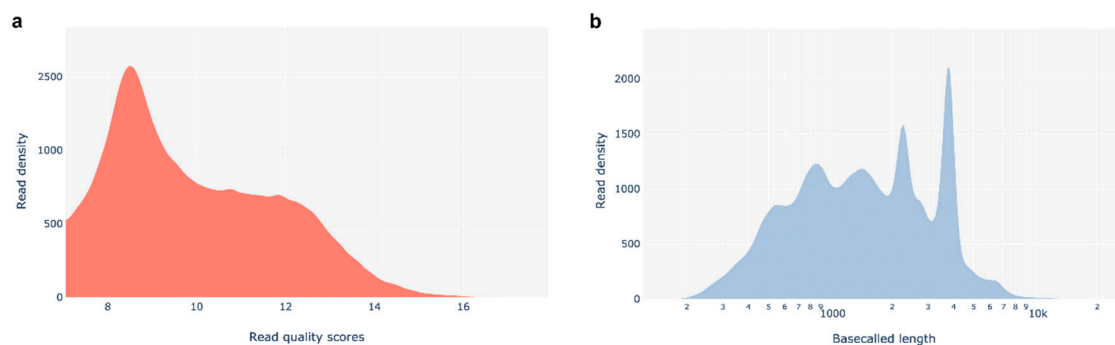 a
Read density
2500
1000
500
0
8 10 12 14 16
Read quality scores
b
Read density
2000
1500
1000
500
0
2 3 4 5 6 7 8 9 1000 2 3 4 5 6 7 8 9 10k 2
Basecalled length